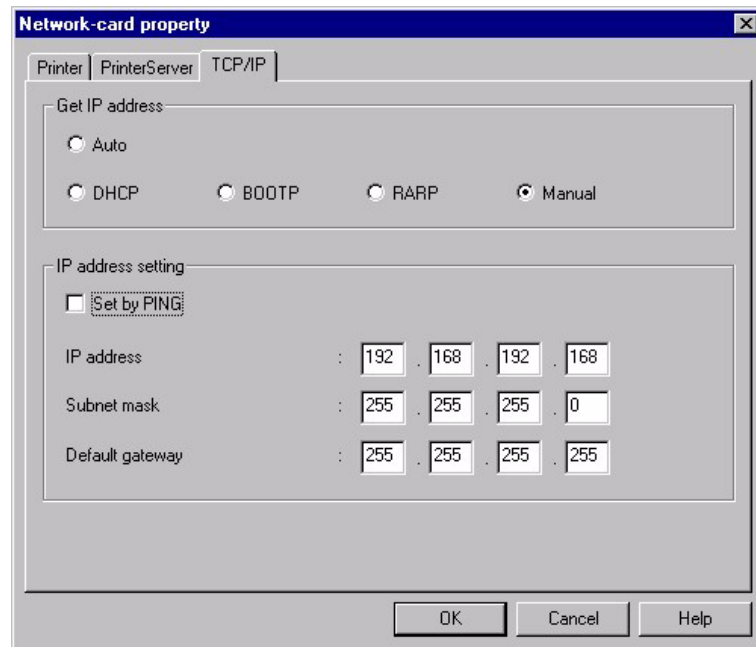 Network-card property
Printer PrinterServer TCP/IP
Get IP address
Auto
DHCP BOOTP RARP Manual
IP address setting
Set by PING
IP address : 192 . 168 . 192 . 168
Subnet mask : 255 . 255 . 255 . 0
Default gateway : 255 . 255 . 255 . 255
OK Cancel Help